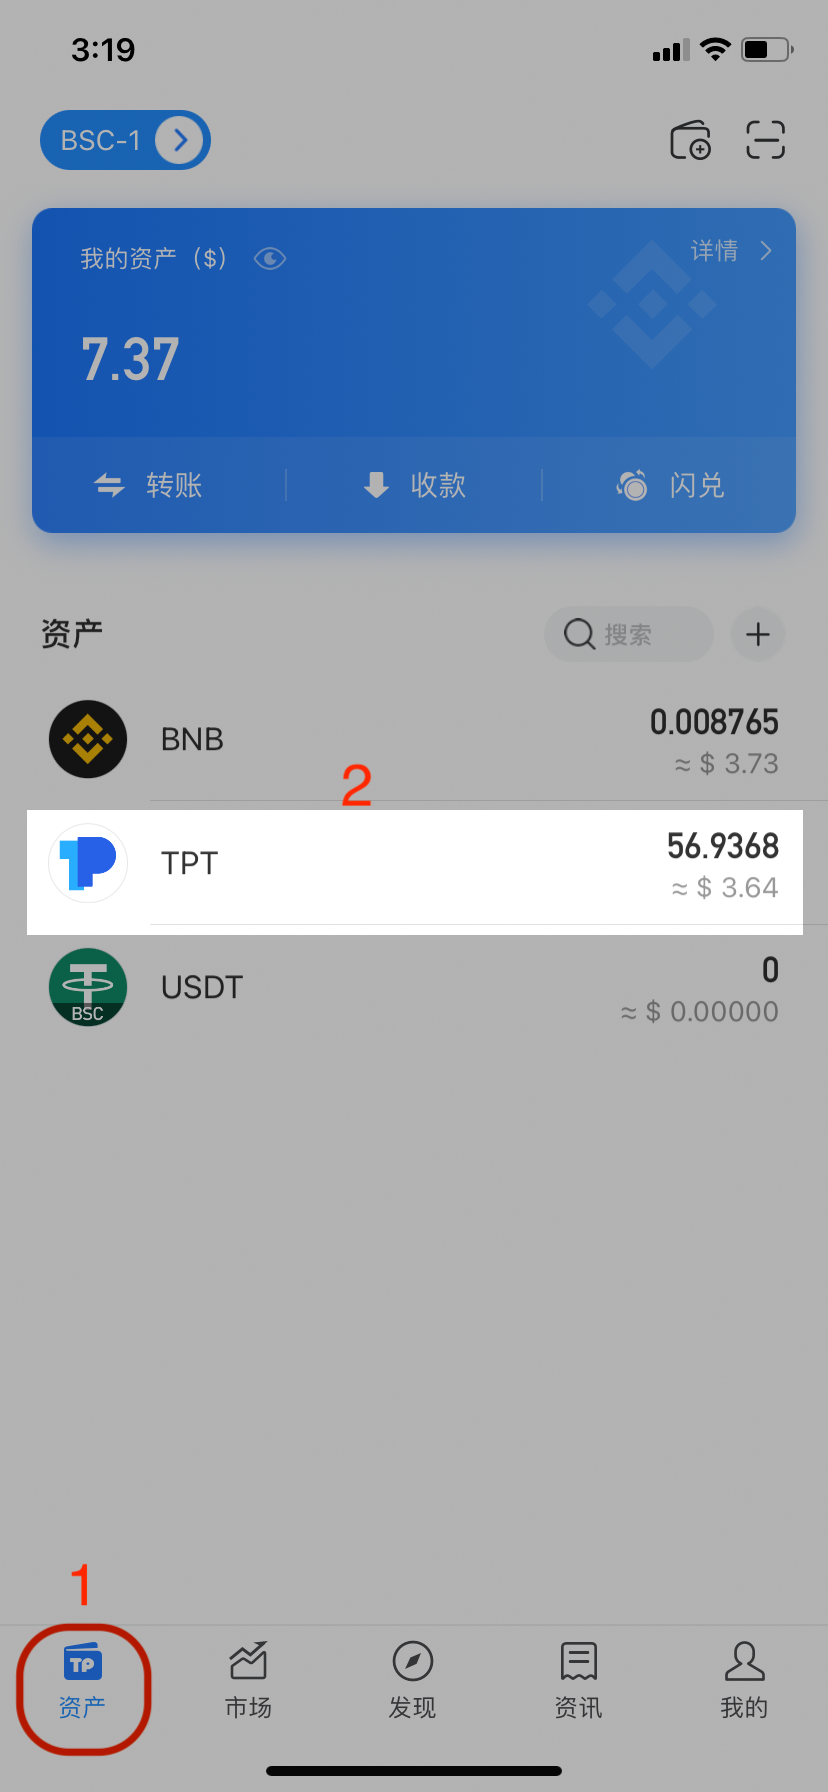 3:19
BSC-1
我的资产（$）
详情
7.37
转账
收款
闪兑
资产
搜索
BNB
0.008765
≈ $ 3.73
2
TPT
56.9368
≈ $ 3.64
USDT
BSC
0
≈ $ 0.00000
1
TP
资产
市场
发现
资讯
我的